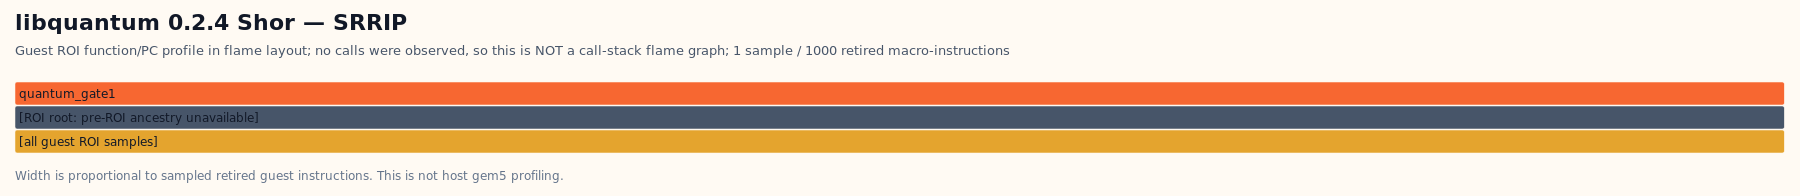 libquantum 0.2.4 Shor — SRRIP
Guest ROI function/PC profile in flame layout; no calls were observed, so this is NOT a call-stack flame graph; 1 sample / 1000 retired macro-instructions
quantum_gate1
[ROI root: pre-ROI ancestry unavailable]
[all guest ROI samples]
Width is proportional to sampled retired guest instructions. This is not host gem5 profiling.